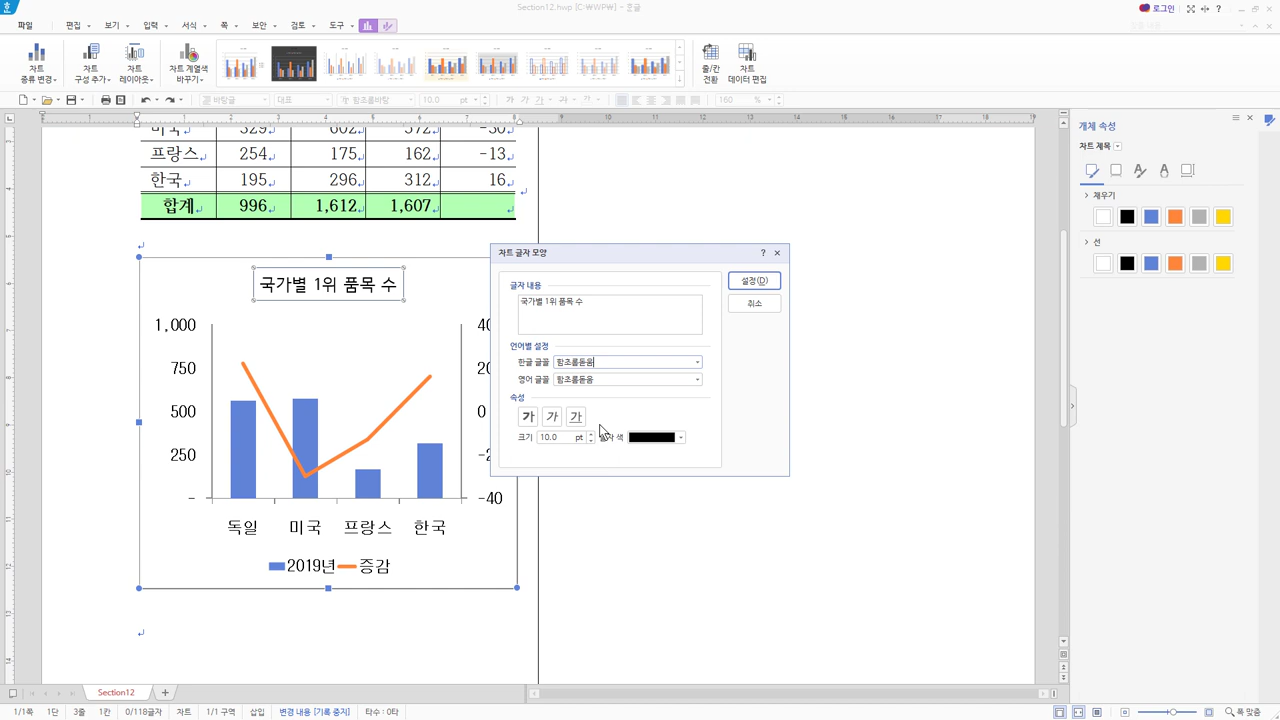 Section12.hwp [C:₩WP₩] - 흔글
로그인
파일 편집 보기 입력 서식 쪽 보안 검토 도구
차트 종류 변경
차트 구성 추가
차트 레이아웃
차트 계열색 바꾸기
줄/칸 전환
차트 데이터 편집
바탕글 대표 함초롬바탕 10.0 pt 160 %
미국 329 602 572 -30
프랑스 254 175 162 -13
한국 195 296 312 16
합계 996 1,612 1,607
국가별 1위 품목 수
1,000
750
500
250
-
0
-40
독일 미국 프랑스 한국
2019년 증감
차트 글자 모양
글자 내용
국가별 1위 품목 수
언어별 설정
한글 글꼴 함초롬돋움
영어 글꼴 함초롬돋움
속성
가 가 가
크기 10.0 pt 색
설정(D)
취소
개체 속성
차트 제목
채우기
선
Section12
1/1쪽 1단 3줄 1칸 0/118글자 차트 1/1 구역 삽입 변경 내용 [기록 중지] 타수 : 0타 폭 맞춤